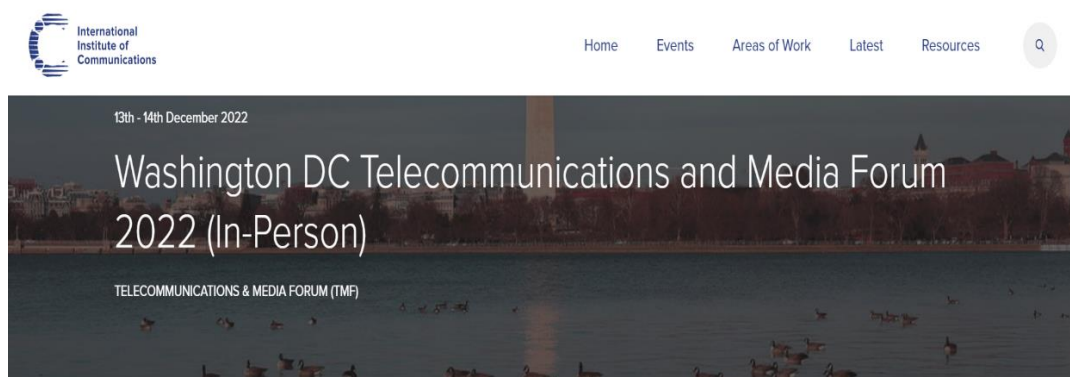 International
Institute of
Communications
Home Events Areas of Work Latest Resources
13th - 14th December 2022
Washington DC Telecommunications and Media Forum
2022 (In-Person)
TELECOMMUNICATIONS & MEDIA FORUM (TMF)